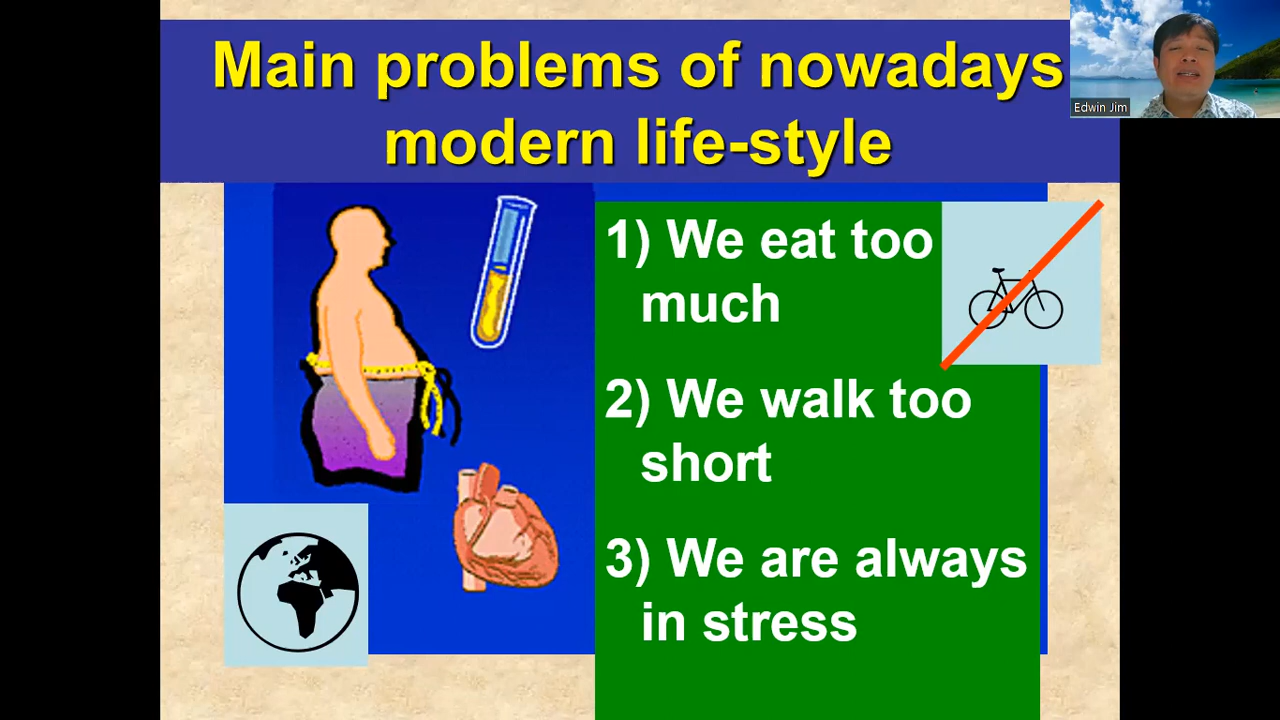 Main problems of nowadays
modern life-style
Edwin Jim
1) We eat too
much
2) We walk too
short
3) We are always
in stress